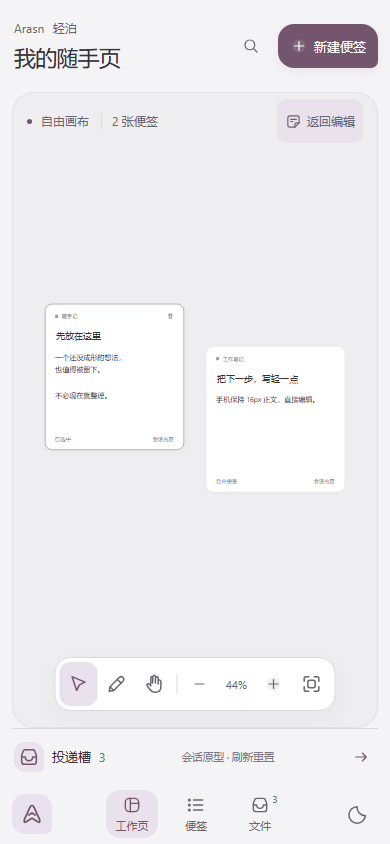 Arasn 轻泊
我的随手页
新建便签
自由画布
2 张便签
返回编辑
随手记
先放在这里
一个还没成形的想法，
也值得被留下。
不必现在就整理。
已选中
会话内容
工作笔记
把下一步，写轻一点
手机保持 16px 正文，直接编辑。
会话内容
44%
投递槽 3
会话原型 · 刷新重置
工作页
便签
文件
3